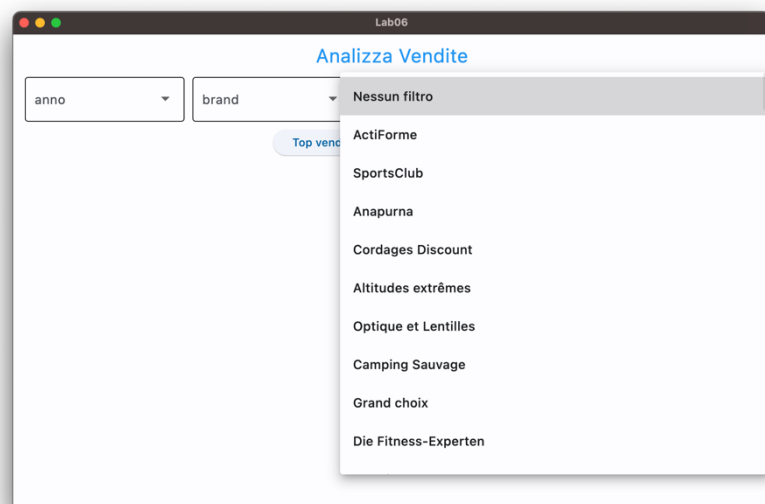 Lab06
Analizza Vendite
anno
brand
Nessun filtro
Top vend
ActiForme
SportsClub
Anapurna
Cordages Discount
Altitudes extrêmes
Optique et Lentilles
Camping Sauvage
Grand choix
Die Fitness-Experten